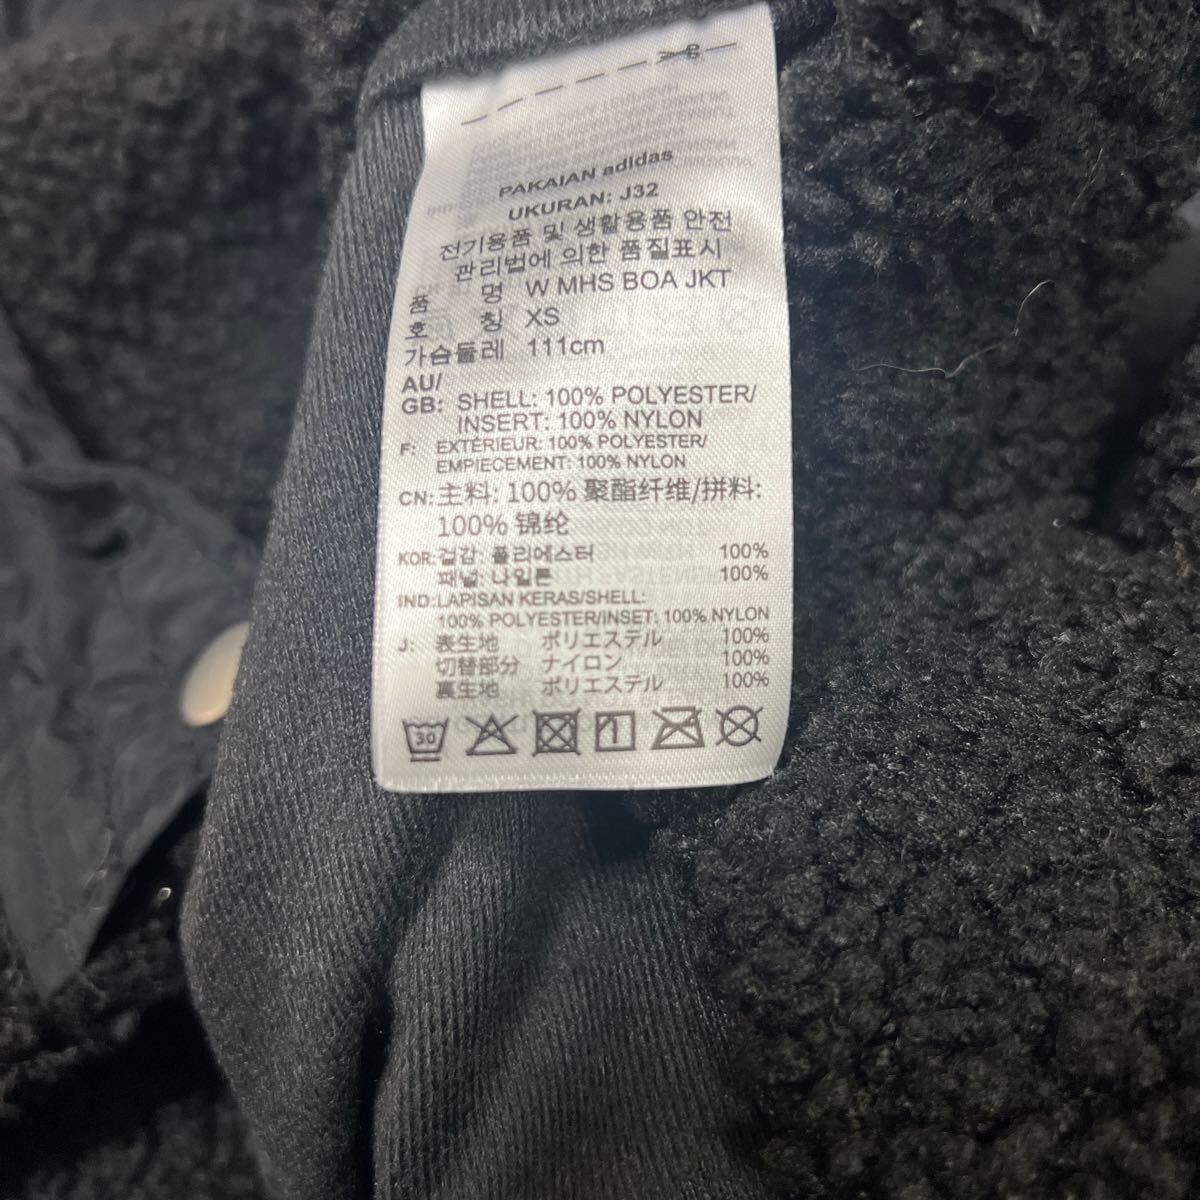 PAKAIAN adidas
UKURAN: J32
전기용품 및 생활용품 안전
관리법에 의한 품질표시
품 명 W MHS BOA JKT
호 칭 XS
가슴둘레 111cm
AU/
GB: SHELL: 100% POLYESTER/
INSERT: 100% NYLON
F: EXTÉRIEUR: 100% POLYESTER/
EMPIECEMENT: 100% NYLON
CN: 主料: 100% 聚酯纤维/拼料:
100% 锦纶
KOR: 겉감: 폴리에스터 100%
패널: 나일론 100%
IND: LAPISAN KERAS/SHELL:
100% POLYESTER/INSET: 100% NYLON
J: 表生地 ポリエステル 100%
切替部分 ナイロン 100%
裏生地 ポリエステル 100%
30